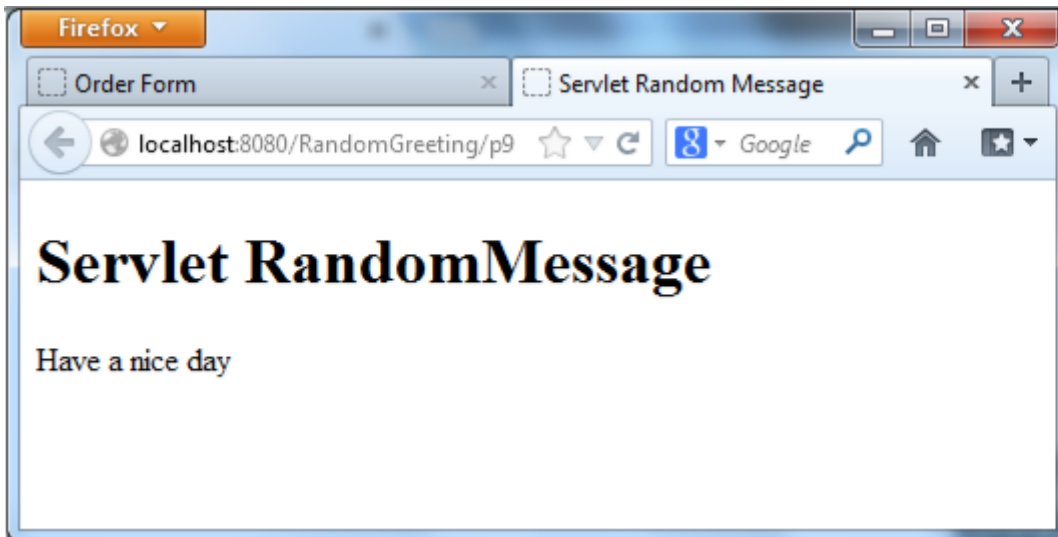 Firefox
Order Form
Servlet Random Message
localhost:8080/RandomGreeting/p9
Google
Servlet RandomMessage
Have a nice day